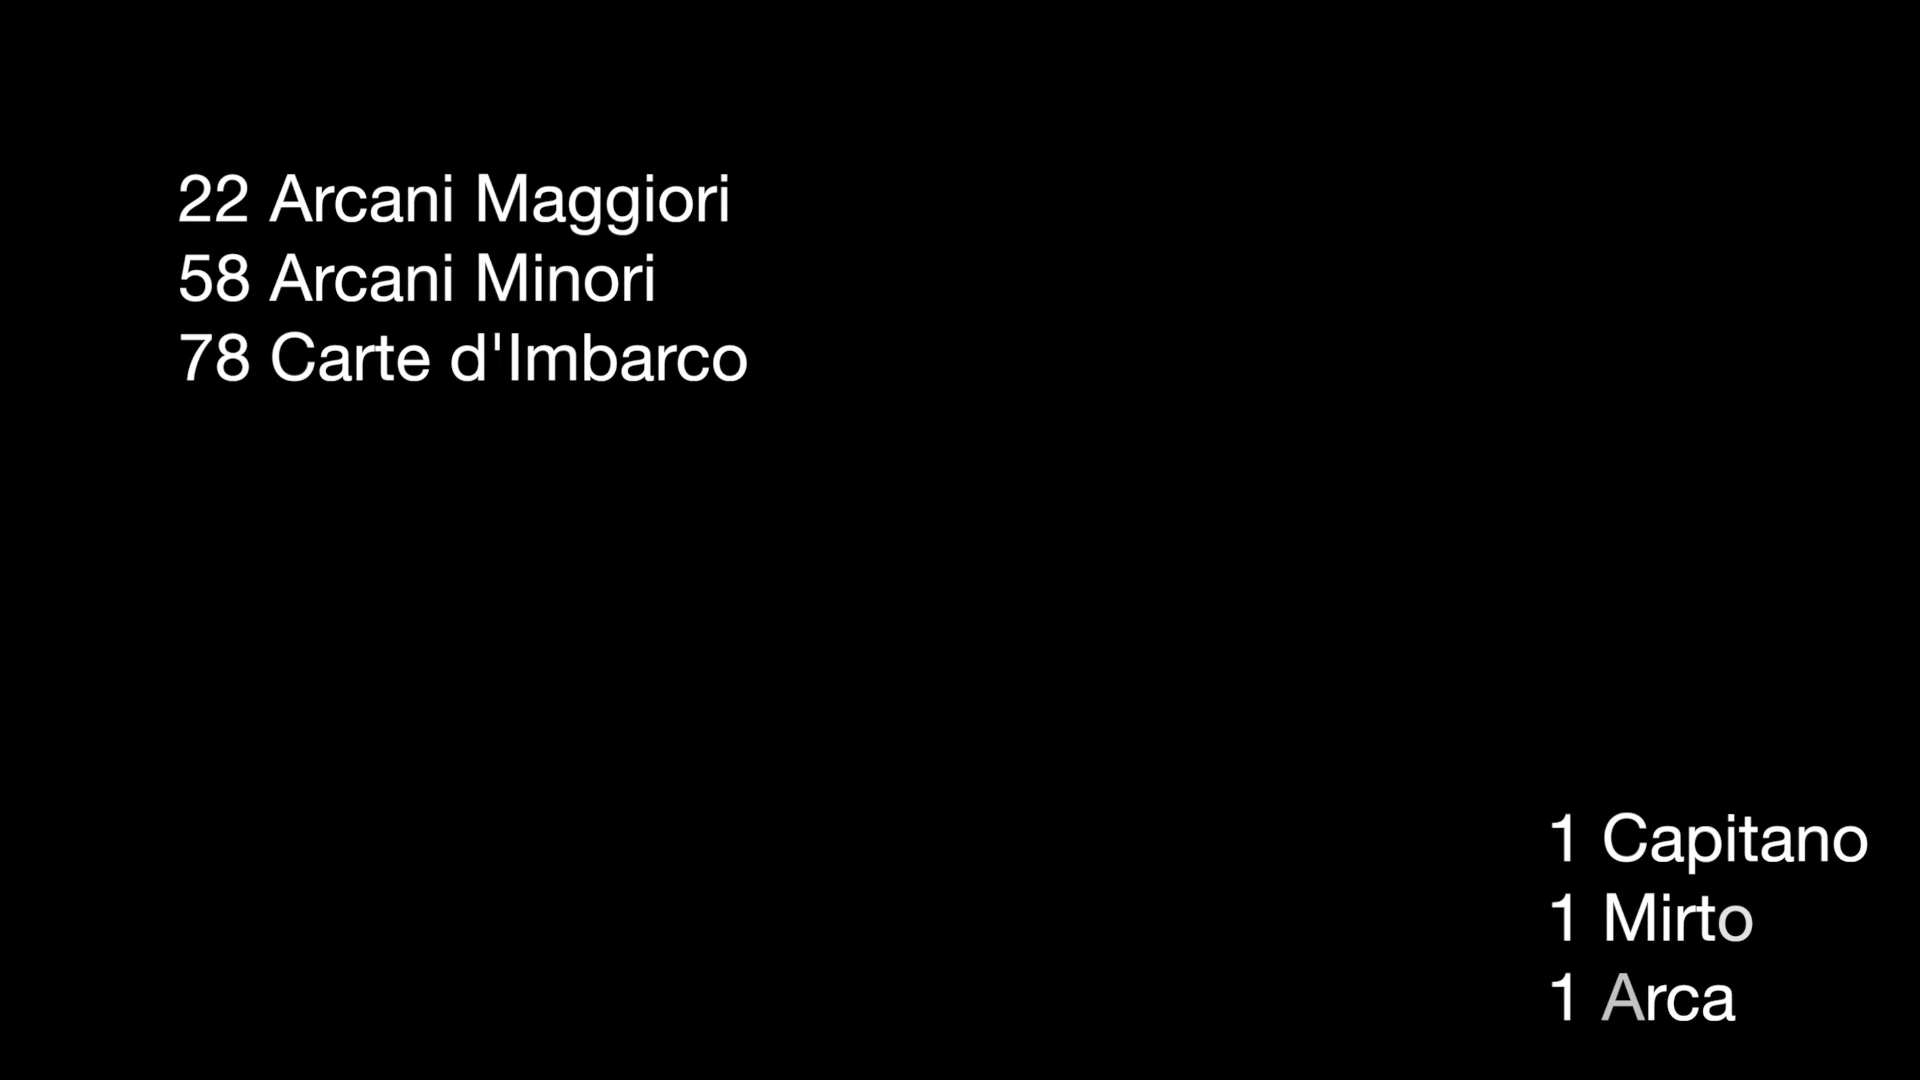 22 Arcani Maggiori
58 Arcani Minori
78 Carte d'Imbarco
1 Capitano
1 Mirto
1 Arca